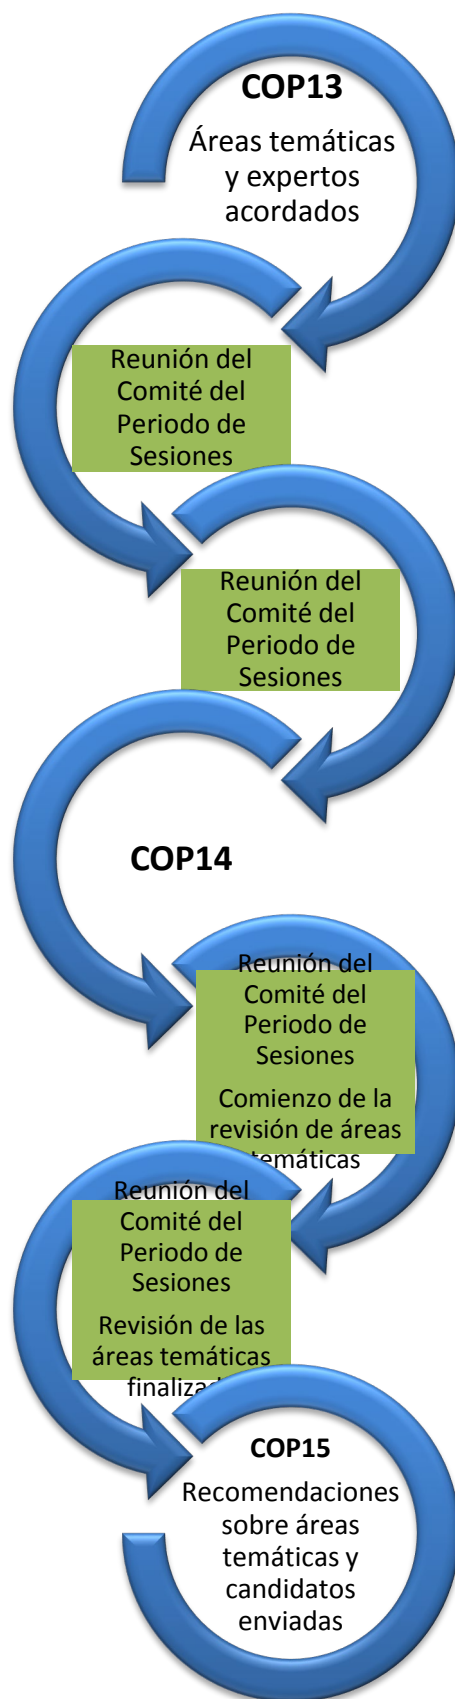 COP13
Áreas temáticas
y expertos
acordados
Reunión del
Comité del
Periodo de
Sesiones
Reunión del
Comité del
Periodo de
Sesiones
COP14
Reunión del
Comité del
Periodo de
Sesiones
Comienzo de la
revisión de áreas
temáticas
Reunión del
Comité del
Periodo de
Sesiones
Revisión de las
áreas temáticas
COP15
Recomendaciones
sobre áreas
temáticas y
candidatos
enviadas